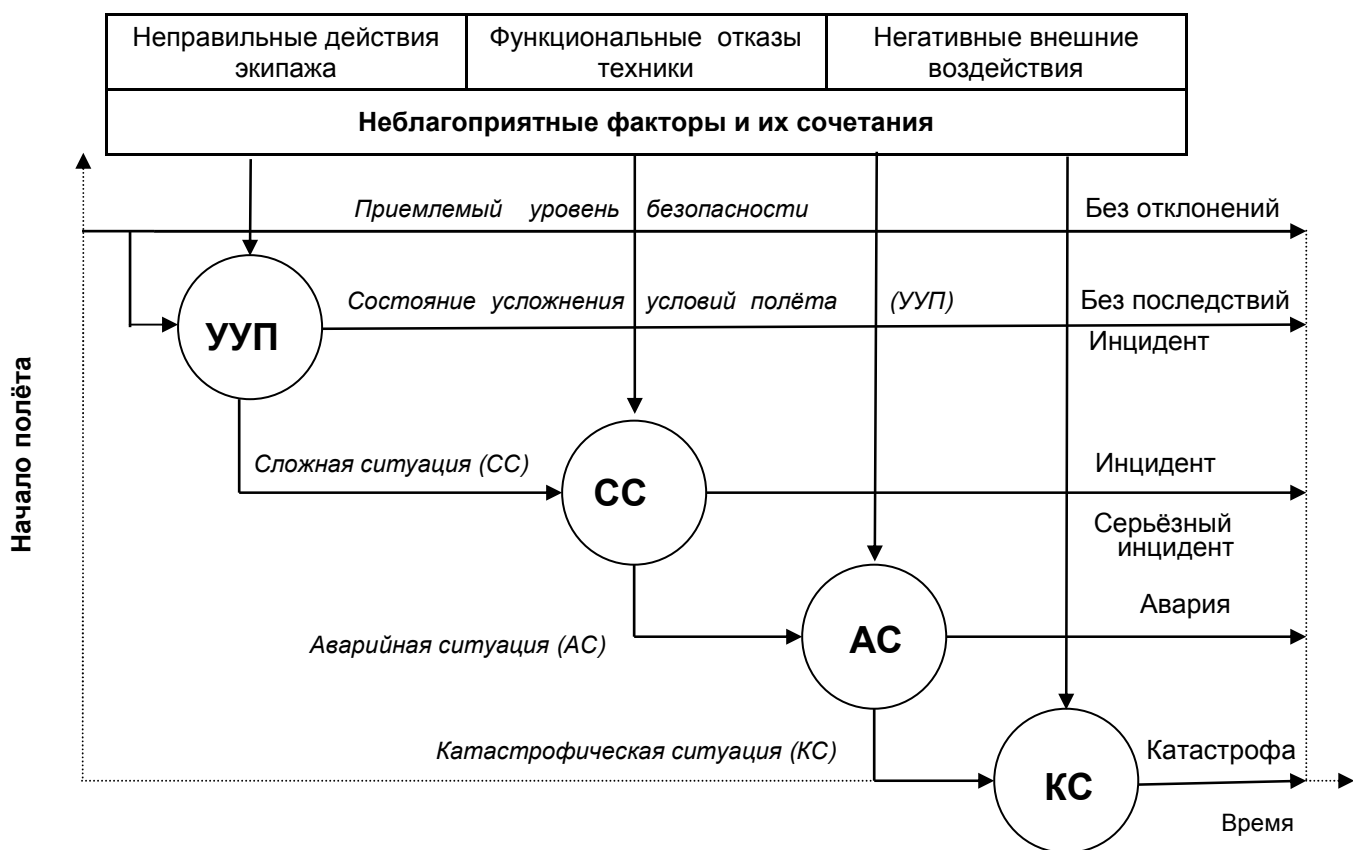 Неправильные действия
экипажа
Функциональные отказы
техники
Негативные внешние
воздействия
Неблагоприятные факторы и их сочетания
Приемлемый уровень безопасности
Без отклонений
Состояние усложнения условий полёта (УУП)
Без последствий
УУП
Инцидент
Начало полёта
Сложная ситуация (СС)
СС
Инцидент
Серьёзный
инцидент
Авария
Аварийная ситуация (АС)
АС
Катастрофическая ситуация (КС)
Катастрофа
КС
Время